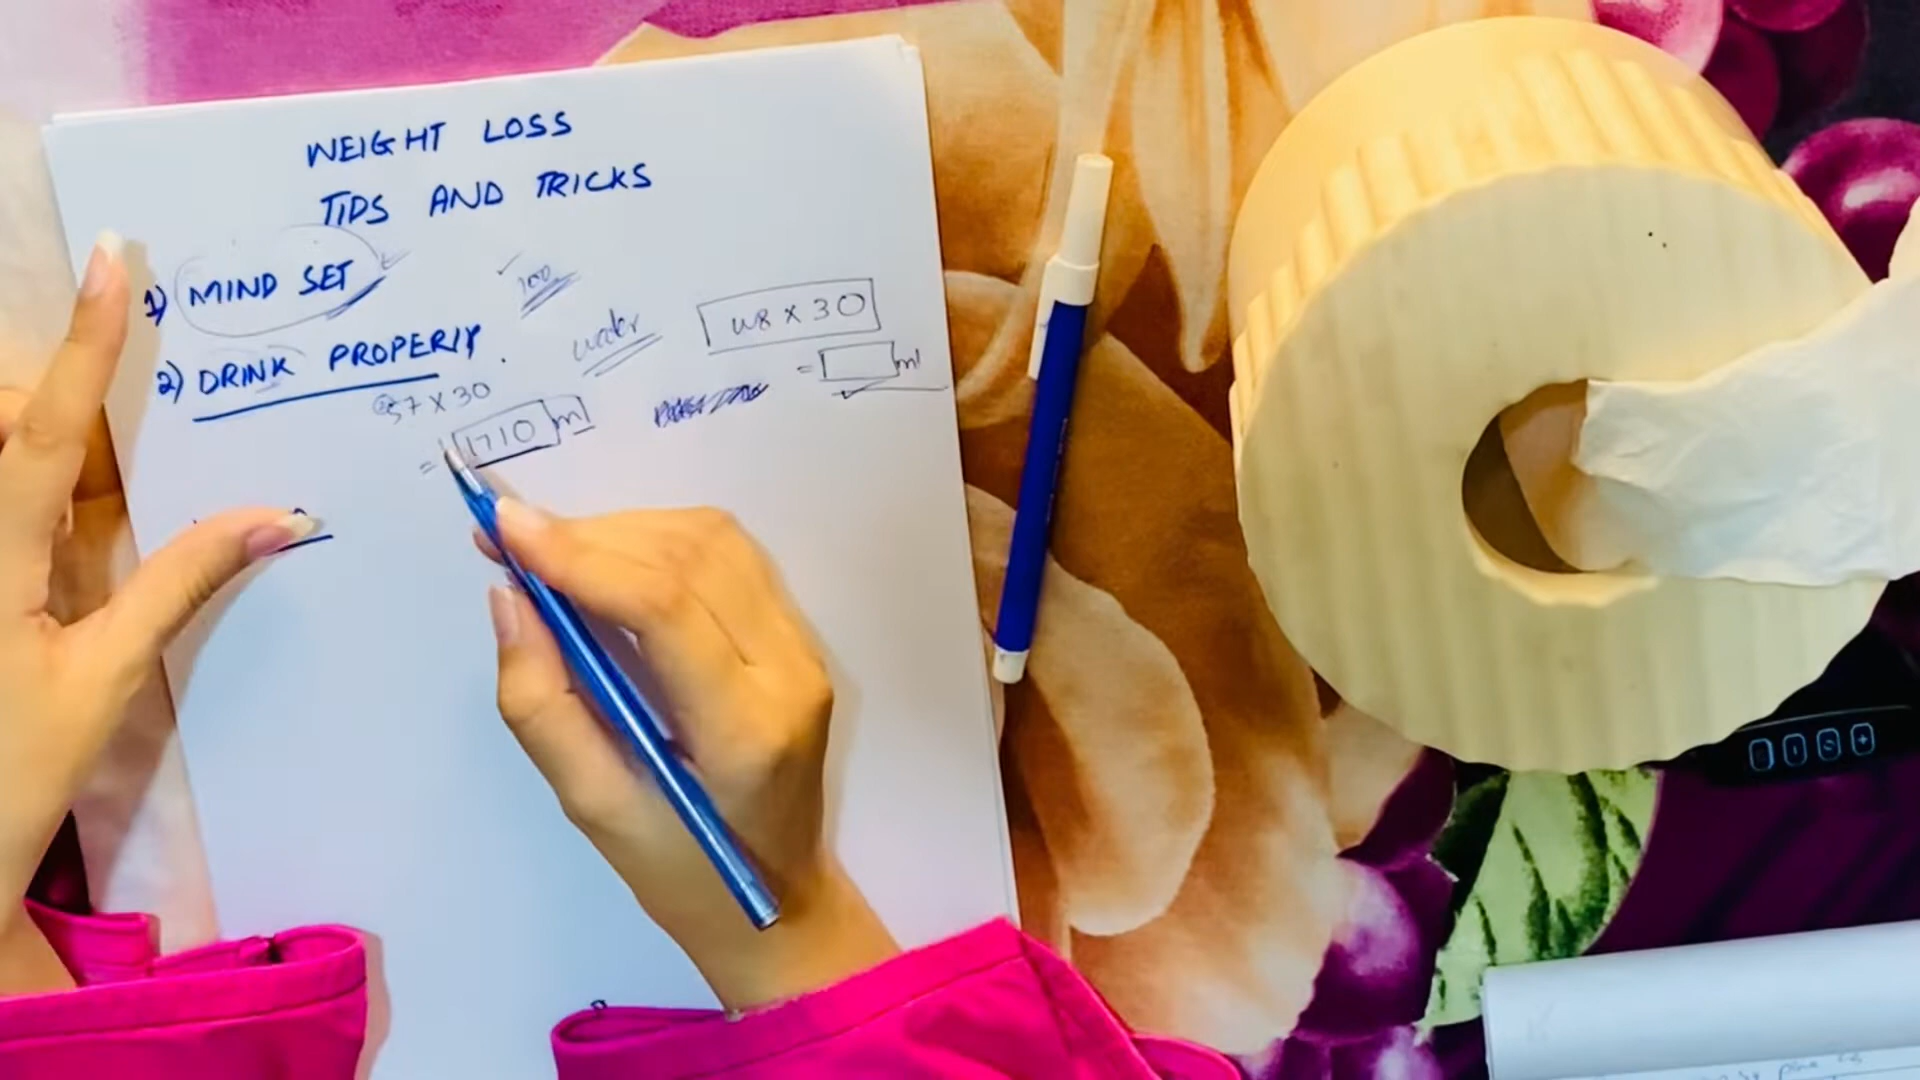 WEIGHT LOSS
TIPS AND TRICKS
1) MIND SET
100
2) DRINK PROPERLY.
water
W8 X 30
= ml
57 X 30
= 1710 ml